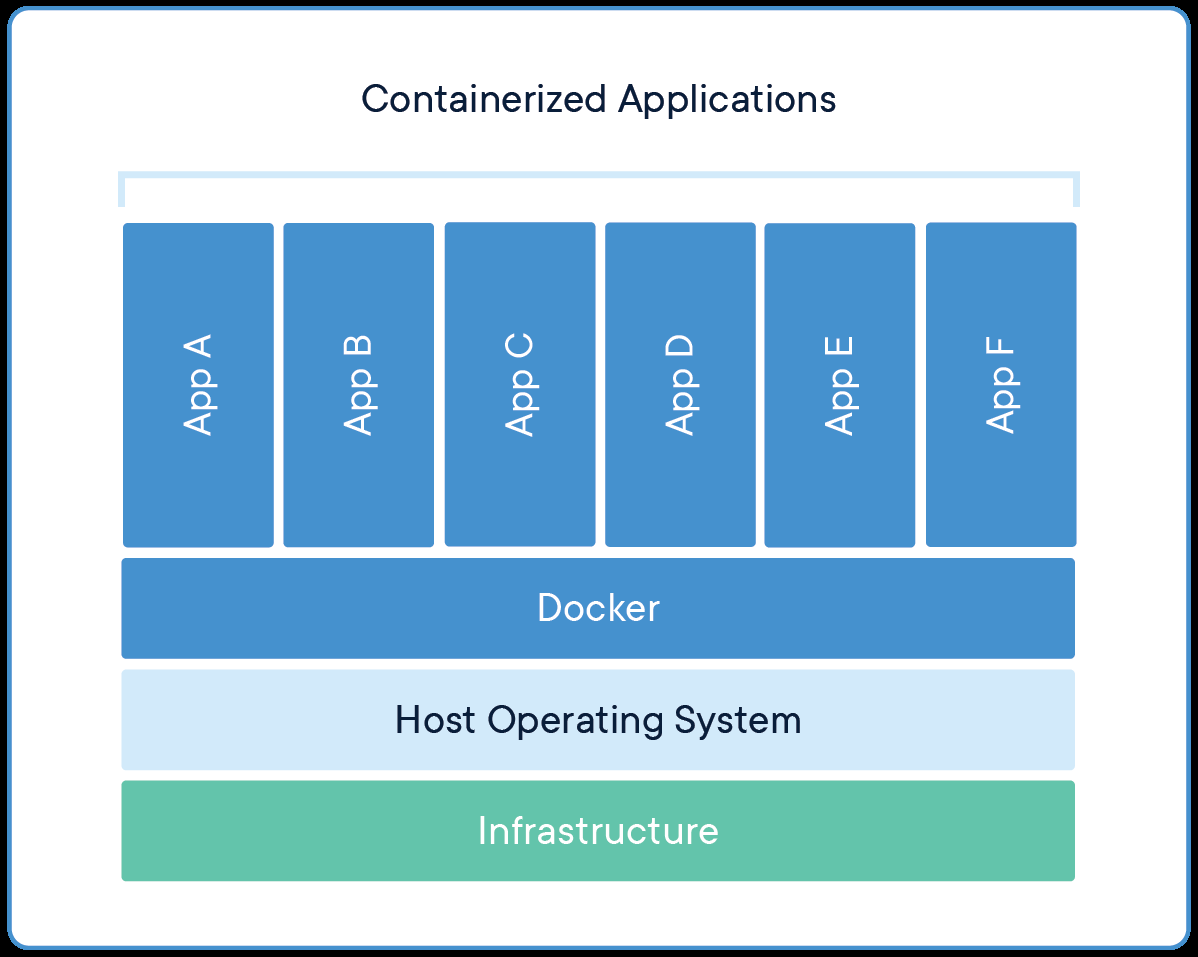 Containerized Applications
App A
App B
App C
App D
App E
App F
Docker
Host Operating System
Infrastructure